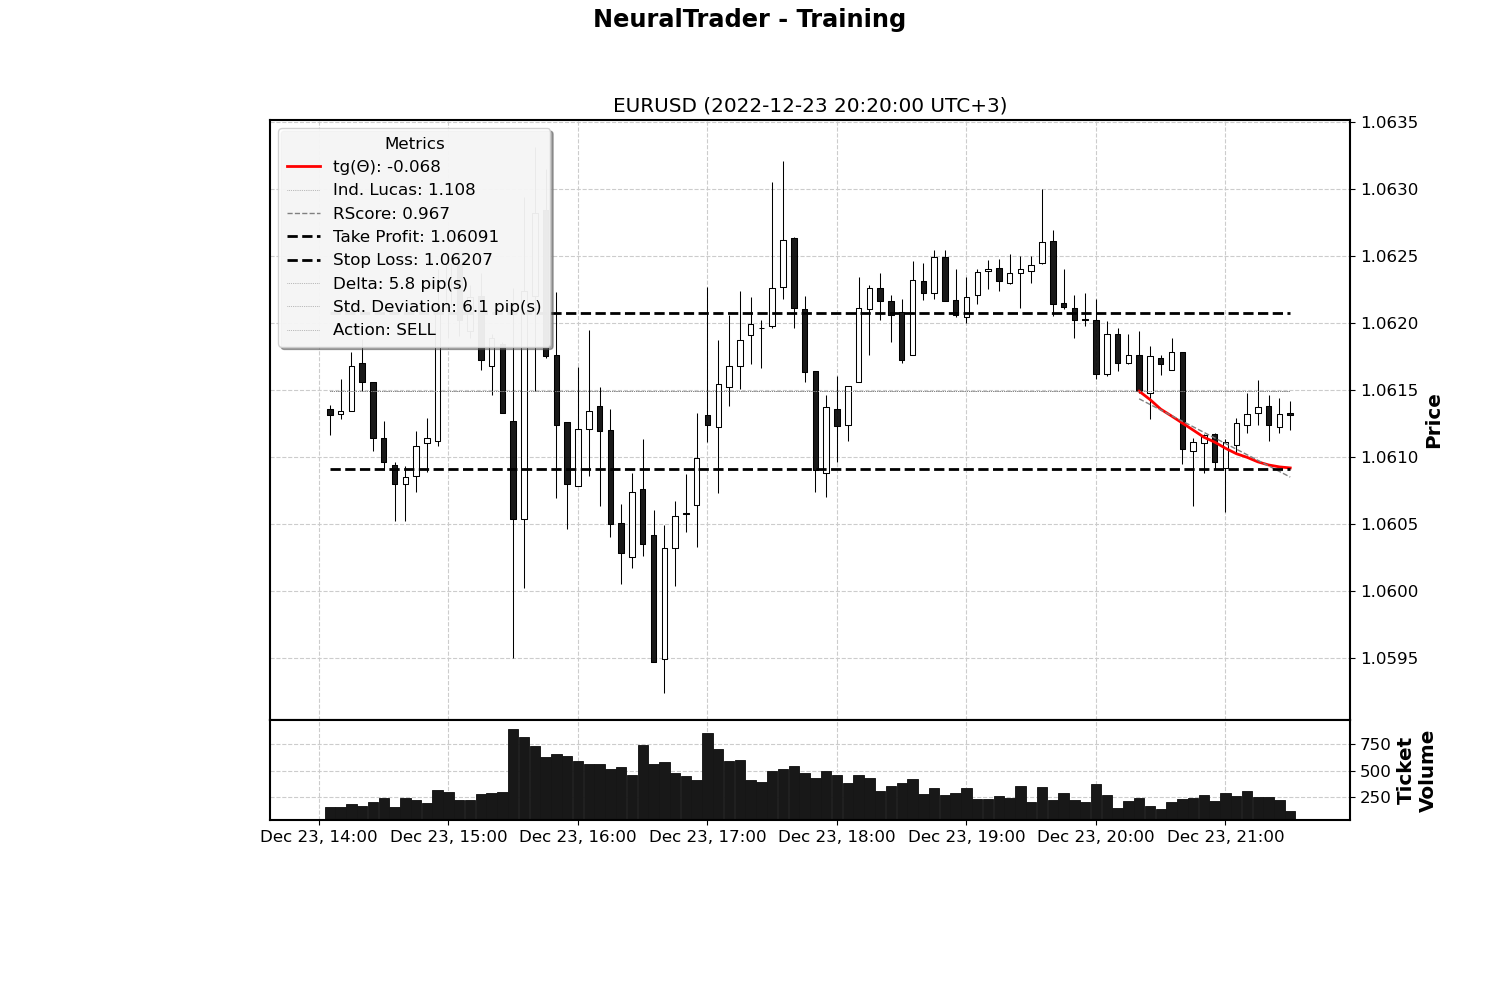 NeuralTrader - Training
EURUSD (2022-12-23 20:20:00 UTC+3)
Metrics
tg(Θ): -0.068
Ind. Lucas: 1.108
RScore: 0.967
Take Profit: 1.06091
Stop Loss: 1.06207
Delta: 5.8 pip(s)
Std. Deviation: 6.1 pip(s)
Action: SELL
1.0635
1.0630
1.0625
1.0620
1.0615
1.0610
1.0605
1.0600
1.0595
Price
750
500
250
Ticket
Volume
Dec 23, 14:00 Dec 23, 15:00 Dec 23, 16:00 Dec 23, 17:00 Dec 23, 18:00 Dec 23, 19:00 Dec 23, 20:00 Dec 23, 21:00